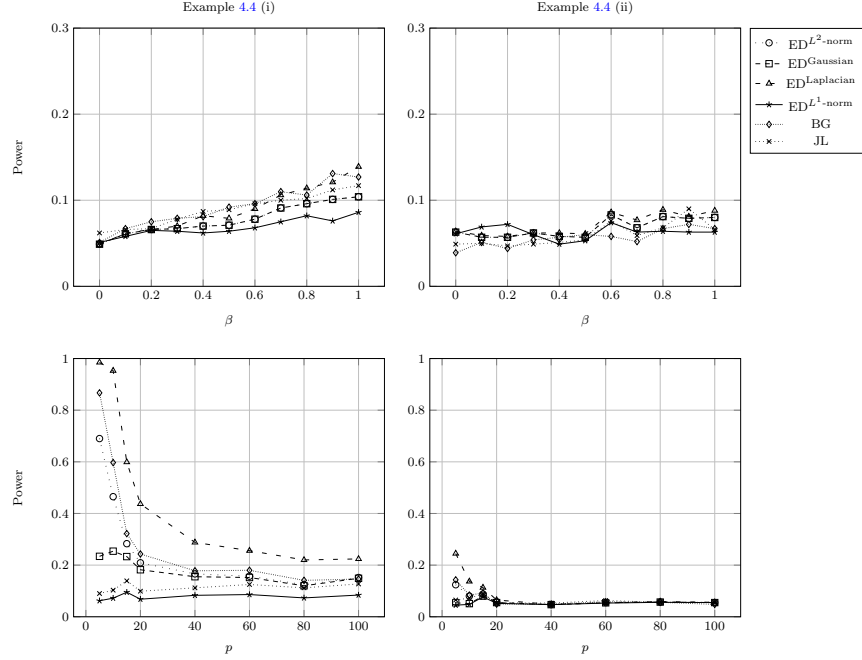 Example 4.4 (i)
Example 4.4 (ii)
0.3
0.2
0.1
0
Power
0 0.2 0.4 0.6 0.8 1
β
0.3
0.2
0.1
0
0 0.2 0.4 0.6 0.8 1
β
ED^{L²-norm}
ED^{Gaussian}
ED^{Laplacian}
ED^{L¹-norm}
BG
JL
1
0.8
0.6
0.4
0.2
0
Power
0 20 40 60 80 100
p
1
0.8
0.6
0.4
0.2
0
0 20 40 60 80 100
p